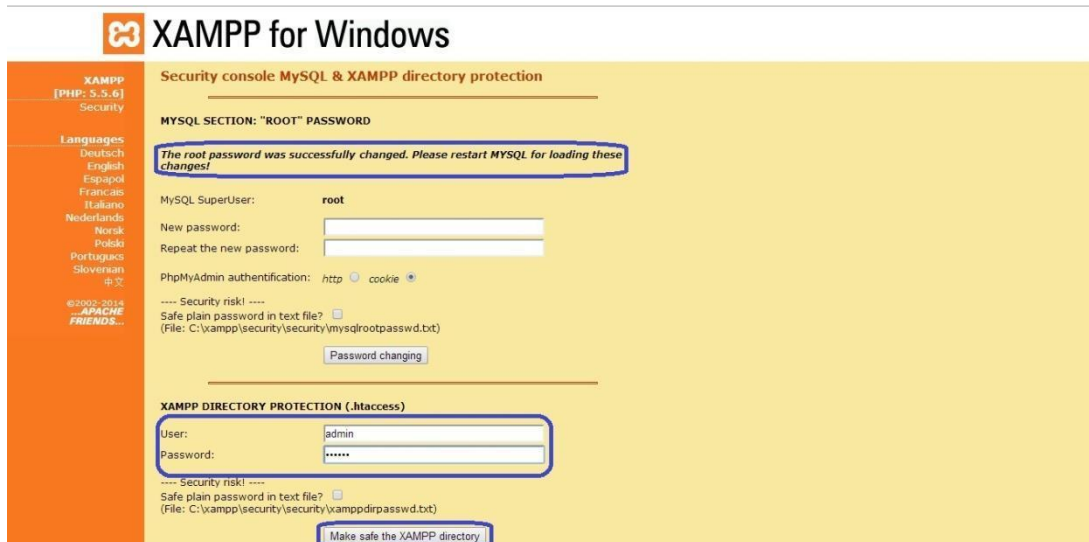 XAMPP for Windows
XAMPP
[PHP: 5.5.6]
Security
Languages
Deutsch
English
Espapol
Francais
Italiano
Nederlands
Norsk
Polski
Portuguкs
Slovenian
中文
©2002-2014
...APACHE
FRIENDS...
Security console MySQL & XAMPP directory protection
MYSQL SECTION: "ROOT" PASSWORD
The root password was successfully changed. Please restart MYSQL for loading these
changes!
MySQL SuperUser: root
New password:
Repeat the new password:
PhpMyAdmin authentification: http cookie
---- Security risk! ----
Safe plain password in text file?
(File: C:\xampp\security\security\mysqlrootpasswd.txt)
Password changing
XAMPP DIRECTORY PROTECTION (.htaccess)
User: admin
Password: ••••••
---- Security risk! ----
Safe plain password in text file?
(File: C:\xampp\security\security\xamppdirpasswd.txt)
Make safe the XAMPP directory